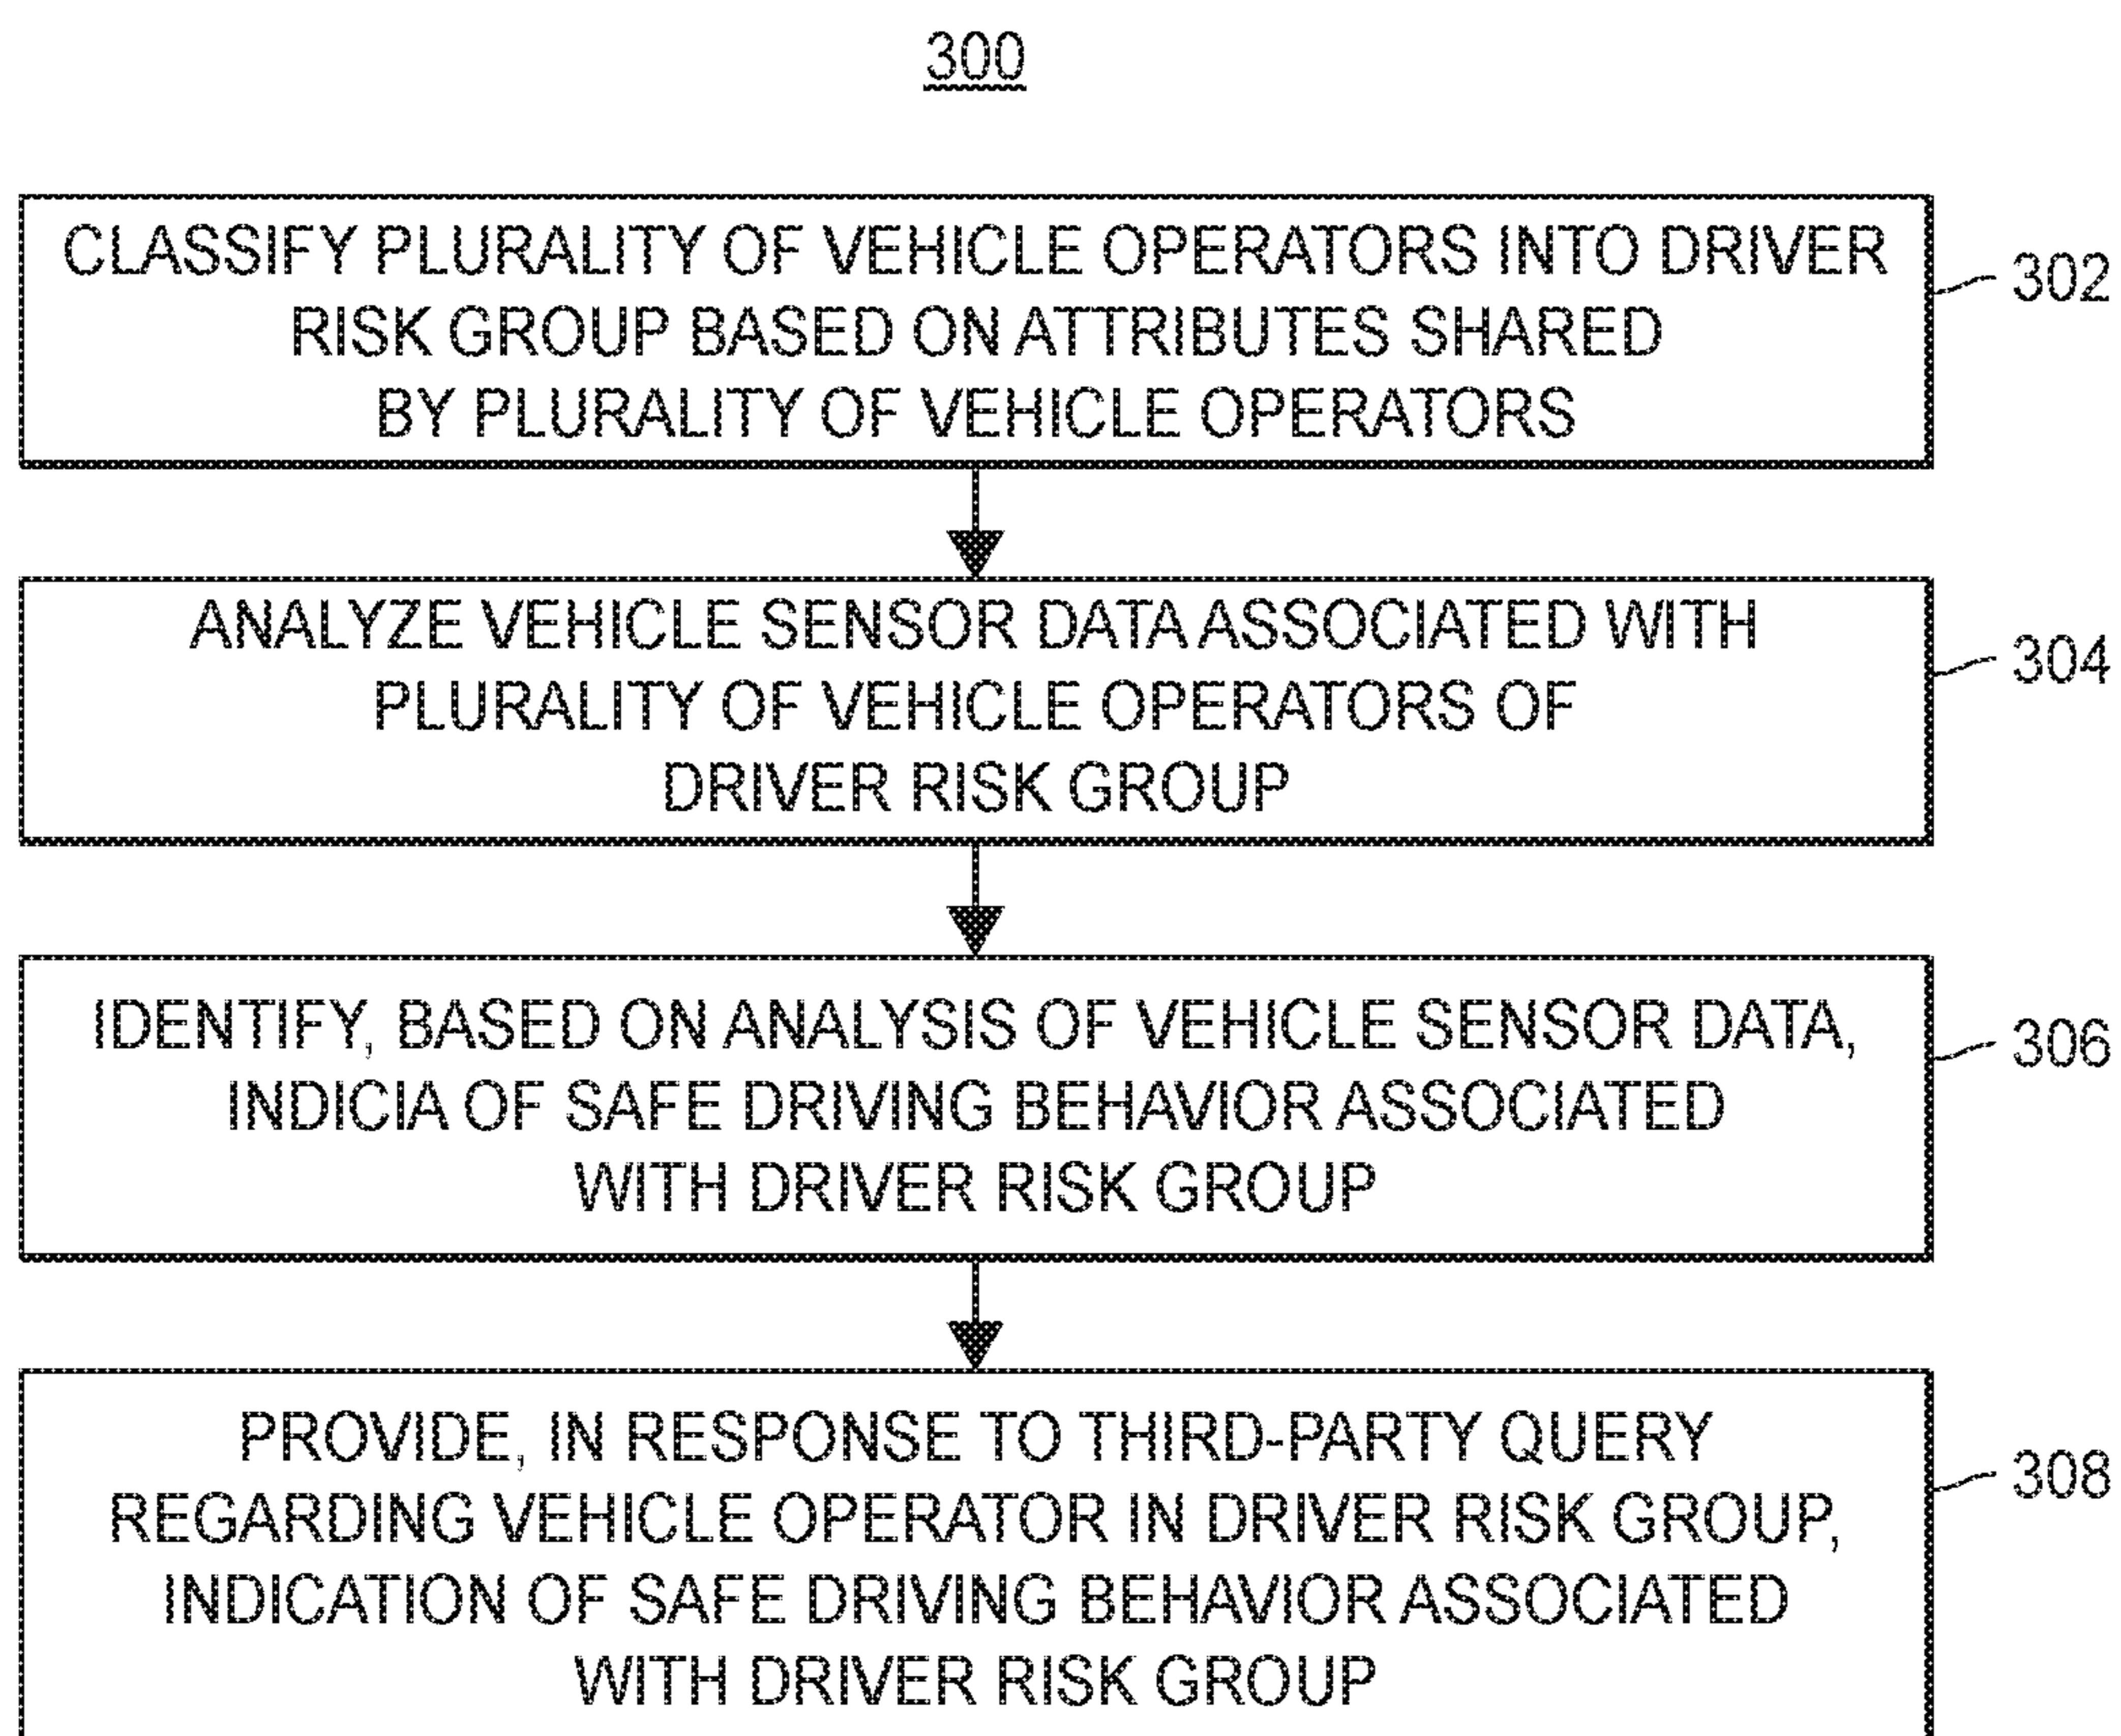 300
CLASSIFY PLURALITY OF VEHICLE OPERATORS INTO DRIVER
RISK GROUP BASED ON ATTRIBUTES SHARED
BY PLURALITY OF VEHICLE OPERATORS
302
ANALYZE VEHICLE SENSOR DATA ASSOCIATED WITH
PLURALITY OF VEHICLE OPERATORS OF
DRIVER RISK GROUP
304
IDENTIFY, BASED ON ANALYSIS OF VEHICLE SENSOR DATA,
INDICIA OF SAFE DRIVING BEHAVIOR ASSOCIATED
WITH DRIVER RISK GROUP
306
PROVIDE, IN RESPONSE TO THIRD-PARTY QUERY
REGARDING VEHICLE OPERATOR IN DRIVER RISK GROUP,
INDICATION OF SAFE DRIVING BEHAVIOR ASSOCIATED
WITH DRIVER RISK GROUP
308